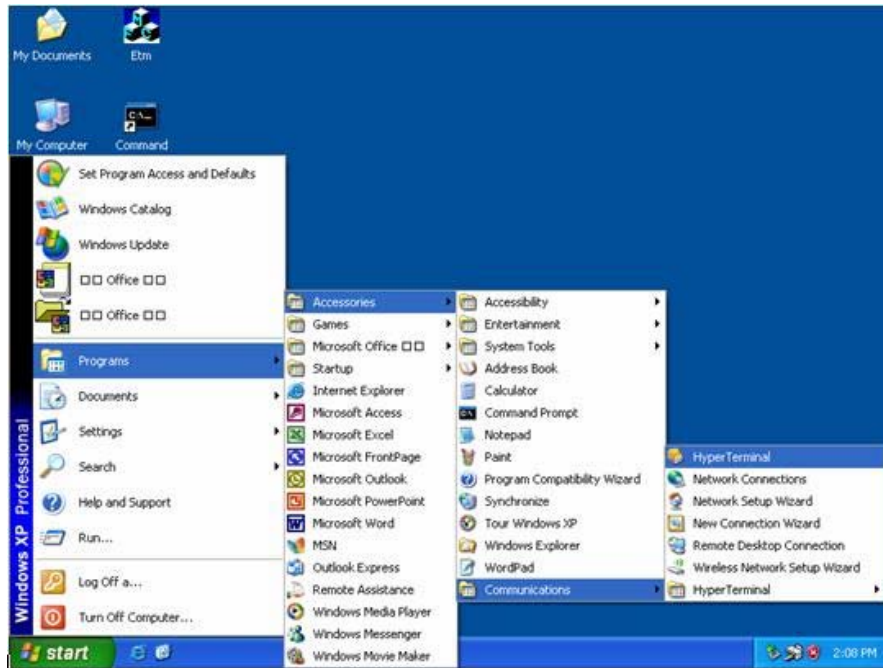 My Documents
Etm
My Computer
Command
Set Program Access and Defaults
Windows Catalog
Windows Update
□□ Office □□
□□ Office □□
Programs
Documents
Settings
Search
Help and Support
Run...
Log Off a...
Turn Off Computer...
Windows XP Professional
Accessories
Games
Microsoft Office □□
Startup
Internet Explorer
Microsoft Access
Microsoft Excel
Microsoft FrontPage
Microsoft Outlook
Microsoft PowerPoint
Microsoft Word
MSN
Outlook Express
Remote Assistance
Windows Media Player
Windows Messenger
Windows Movie Maker
Accessibility
Entertainment
System Tools
Address Book
Calculator
Command Prompt
Notepad
Paint
Program Compatibility Wizard
Synchronize
Tour Windows XP
Windows Explorer
WordPad
Communications
HyperTerminal
Network Connections
Network Setup Wizard
New Connection Wizard
Remote Desktop Connection
Wireless Network Setup Wizard
HyperTerminal
start
2:08 PM